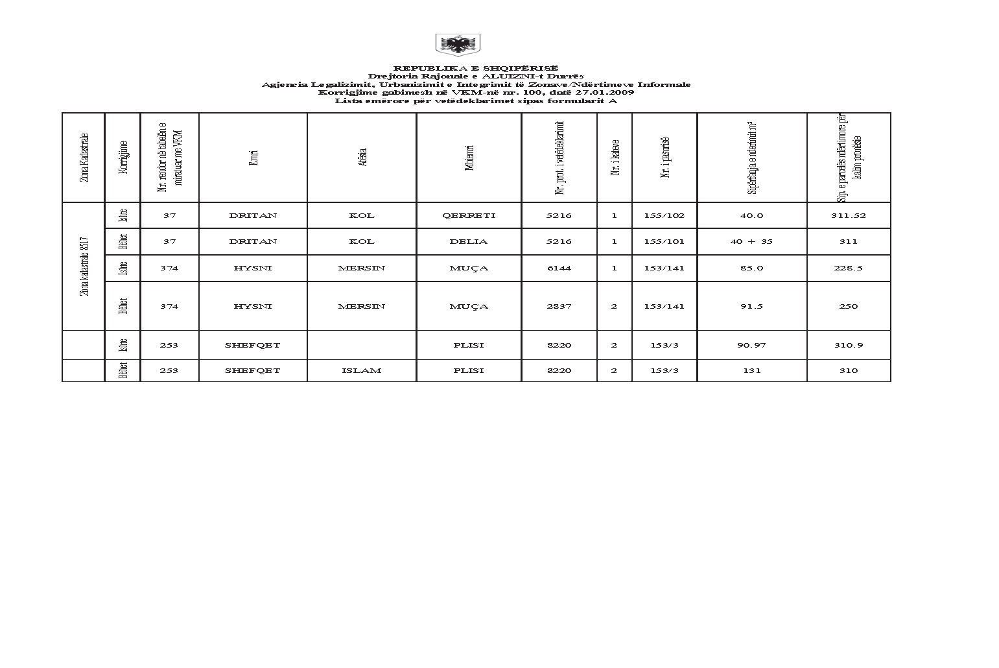 REPUBLIKA E SHQIPËRISË
Drejtoria Rajonale e ALUIZNI-t Durrës
Agjencia Legalizimit, Urbanizimit e Integrimit të Zonave/Ndërtimeve Informale
Korrigjime gabimesh në VKM-në nr. 100, datë 27.01.2009
Lista emërore për vetëdeklarimet sipas formularit A
Zona Kadastrale
Korrigjime
Nr. rendor në tabelën e
miratuar me VKM
Emri
Atësia
Mbiemri
Nr. prot. i vetëdeklarimit
Nr. i kateve
Nr. i pasurisë
Sipërfaqja e nderimit m²
Sip. e parcelës ndërtimore për
kalim pronësie
Zona kadastrale 8517
Ishte 37 DRITAN KOL QERRETI 5216 1 155/102 40.0 311.52
Bëhet 37 DRITAN KOL DELIA 5216 1 155/101 40 + 35 311
Ishte 374 HYSNI MERSIN MUÇA 6144 1 153/141 85.0 228.5
Bëhet 374 HYSNI MERSIN MUÇA 2837 2 153/141 91.5 250
Ishte 253 SHEFQET PLISI 8220 2 153/3 90.97 310.9
Bëhet 253 SHEFQET ISLAM PLISI 8220 2 153/3 131 310